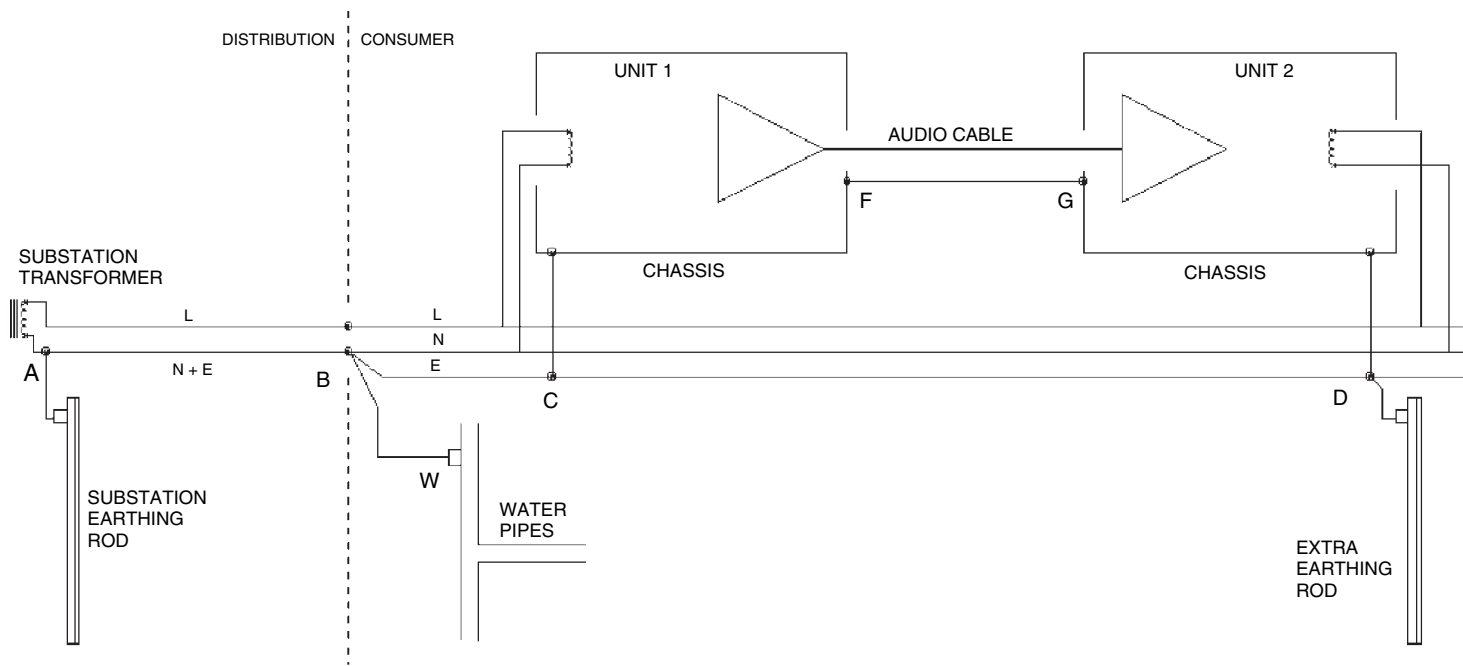 DISTRIBUTION
CONSUMER
UNIT 1
UNIT 2
AUDIO CABLE
F
G
SUBSTATION
TRANSFORMER
CHASSIS
CHASSIS
L
L
N
A
N + E
B
E
C
D
W
SUBSTATION
EARTHING
ROD
WATER
PIPES
EXTRA
EARTHING
ROD